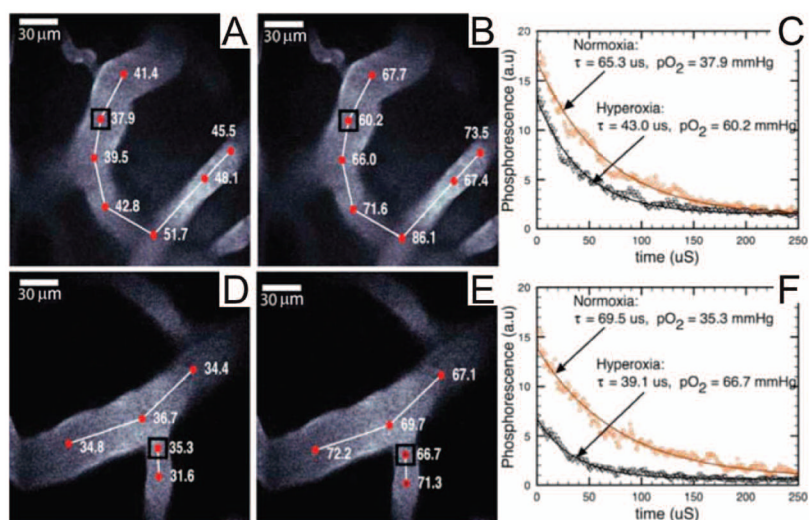 30 µm
A
41.4
37.9
45.5
39.5
48.1
42.8
51.7
30 µm
B
67.7
60.2
73.5
66.0
67.4
71.6
86.1
C
Phosphorescence (a.u)
20
15
10
5
0
Normoxia:
τ = 65.3 us, pO2 = 37.9 mmHg
Hyperoxia:
τ = 43.0 us, pO2 = 60.2 mmHg
0 50 100 150 200 250
time (uS)
D
30 µm
34.4
36.7
34.8
35.3
31.6
E
30 µm
67.1
69.7
72.2
66.7
71.3
F
Phosphorescence (a.u)
20
15
10
5
0
Normoxia:
τ = 69.5 us, pO2 = 35.3 mmHg
Hyperoxia:
τ = 39.1 us, pO2 = 66.7 mmHg
0 50 100 150 200 250
time (uS)